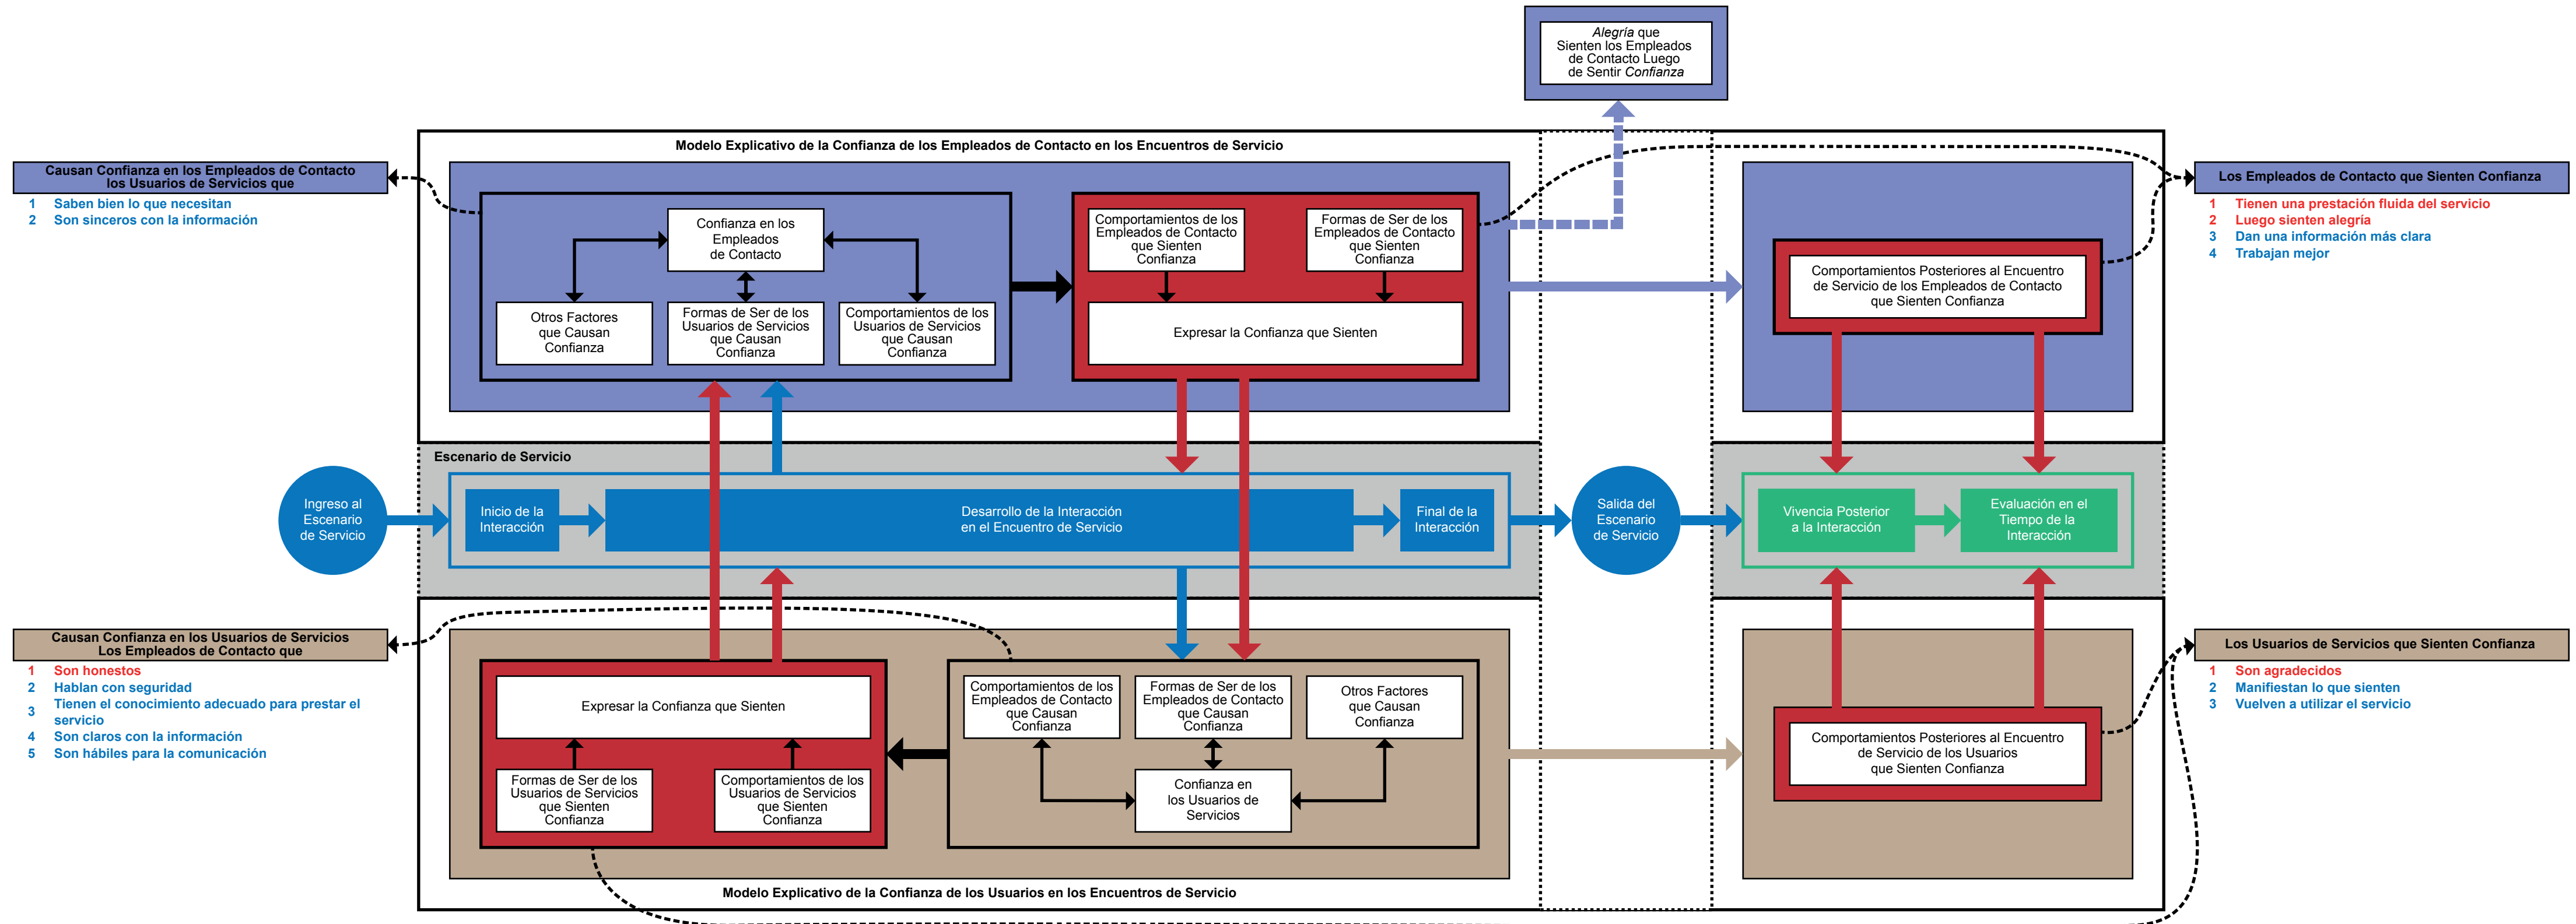 Alegría que
Sienten los Empleados
de Contacto Luego
de Sentir Confianza
Modelo Explicativo de la Confianza de los Empleados de Contacto en los Encuentros de Servicio
Causan Confianza en los Empleados de Contacto
los Usuarios de Servicios que
1 Saben bien lo que necesitan
2 Son sinceros con la información
Confianza en los
Empleados
de Contacto
Otros Factores
que Causan
Confianza
Formas de Ser de los
Usuarios de Servicios
que Causan
Confianza
Comportamientos de los
Usuarios de Servicios
que Causan
Confianza
Comportamientos de los
Empleados de Contacto
que Sienten
Confianza
Formas de Ser de los
Empleados de Contacto
que Sienten
Confianza
Expresar la Confianza que Sienten
Comportamientos Posteriores al Encuentro
de Servicio de los Empleados de Contacto
que Sienten Confianza
Los Empleados de Contacto que Sienten Confianza
1 Tienen una prestación fluida del servicio
2 Luego sienten alegría
3 Dan una información más clara
4 Trabajan mejor
Escenario de Servicio
Ingreso al
Escenario
de Servicio
Inicio de la
Interacción
Desarrollo de la Interacción
en el Encuentro de Servicio
Final de la
Interacción
Salida del
Escenario
de Servicio
Vivencia Posterior
a la Interacción
Evaluación en el
Tiempo de la
Interacción
Causan Confianza en los Usuarios de Servicios
Los Empleados de Contacto que
1 Son honestos
2 Hablan con seguridad
3 Tienen el conocimiento adecuado para prestar el
servicio
4 Son claros con la información
5 Son hábiles para la comunicación
Expresar la Confianza que Sienten
Formas de Ser de los
Usuarios de Servicios
que Sienten
Confianza
Comportamientos de los
Usuarios de Servicios
que Sienten
Confianza
Comportamientos de los
Empleados de Contacto
que Causan
Confianza
Formas de Ser de los
Empleados de Contacto
que Causan
Confianza
Otros Factores
que Causan
Confianza
Confianza en
los Usuarios de
Servicios
Comportamientos Posteriores al Encuentro
de Servicio de los Usuarios
que Sienten Confianza
Los Usuarios de Servicios que Sienten Confianza
1 Son agradecidos
2 Manifiestan lo que sienten
3 Vuelven a utilizar el servicio
Modelo Explicativo de la Confianza de los Usuarios en los Encuentros de Servicio